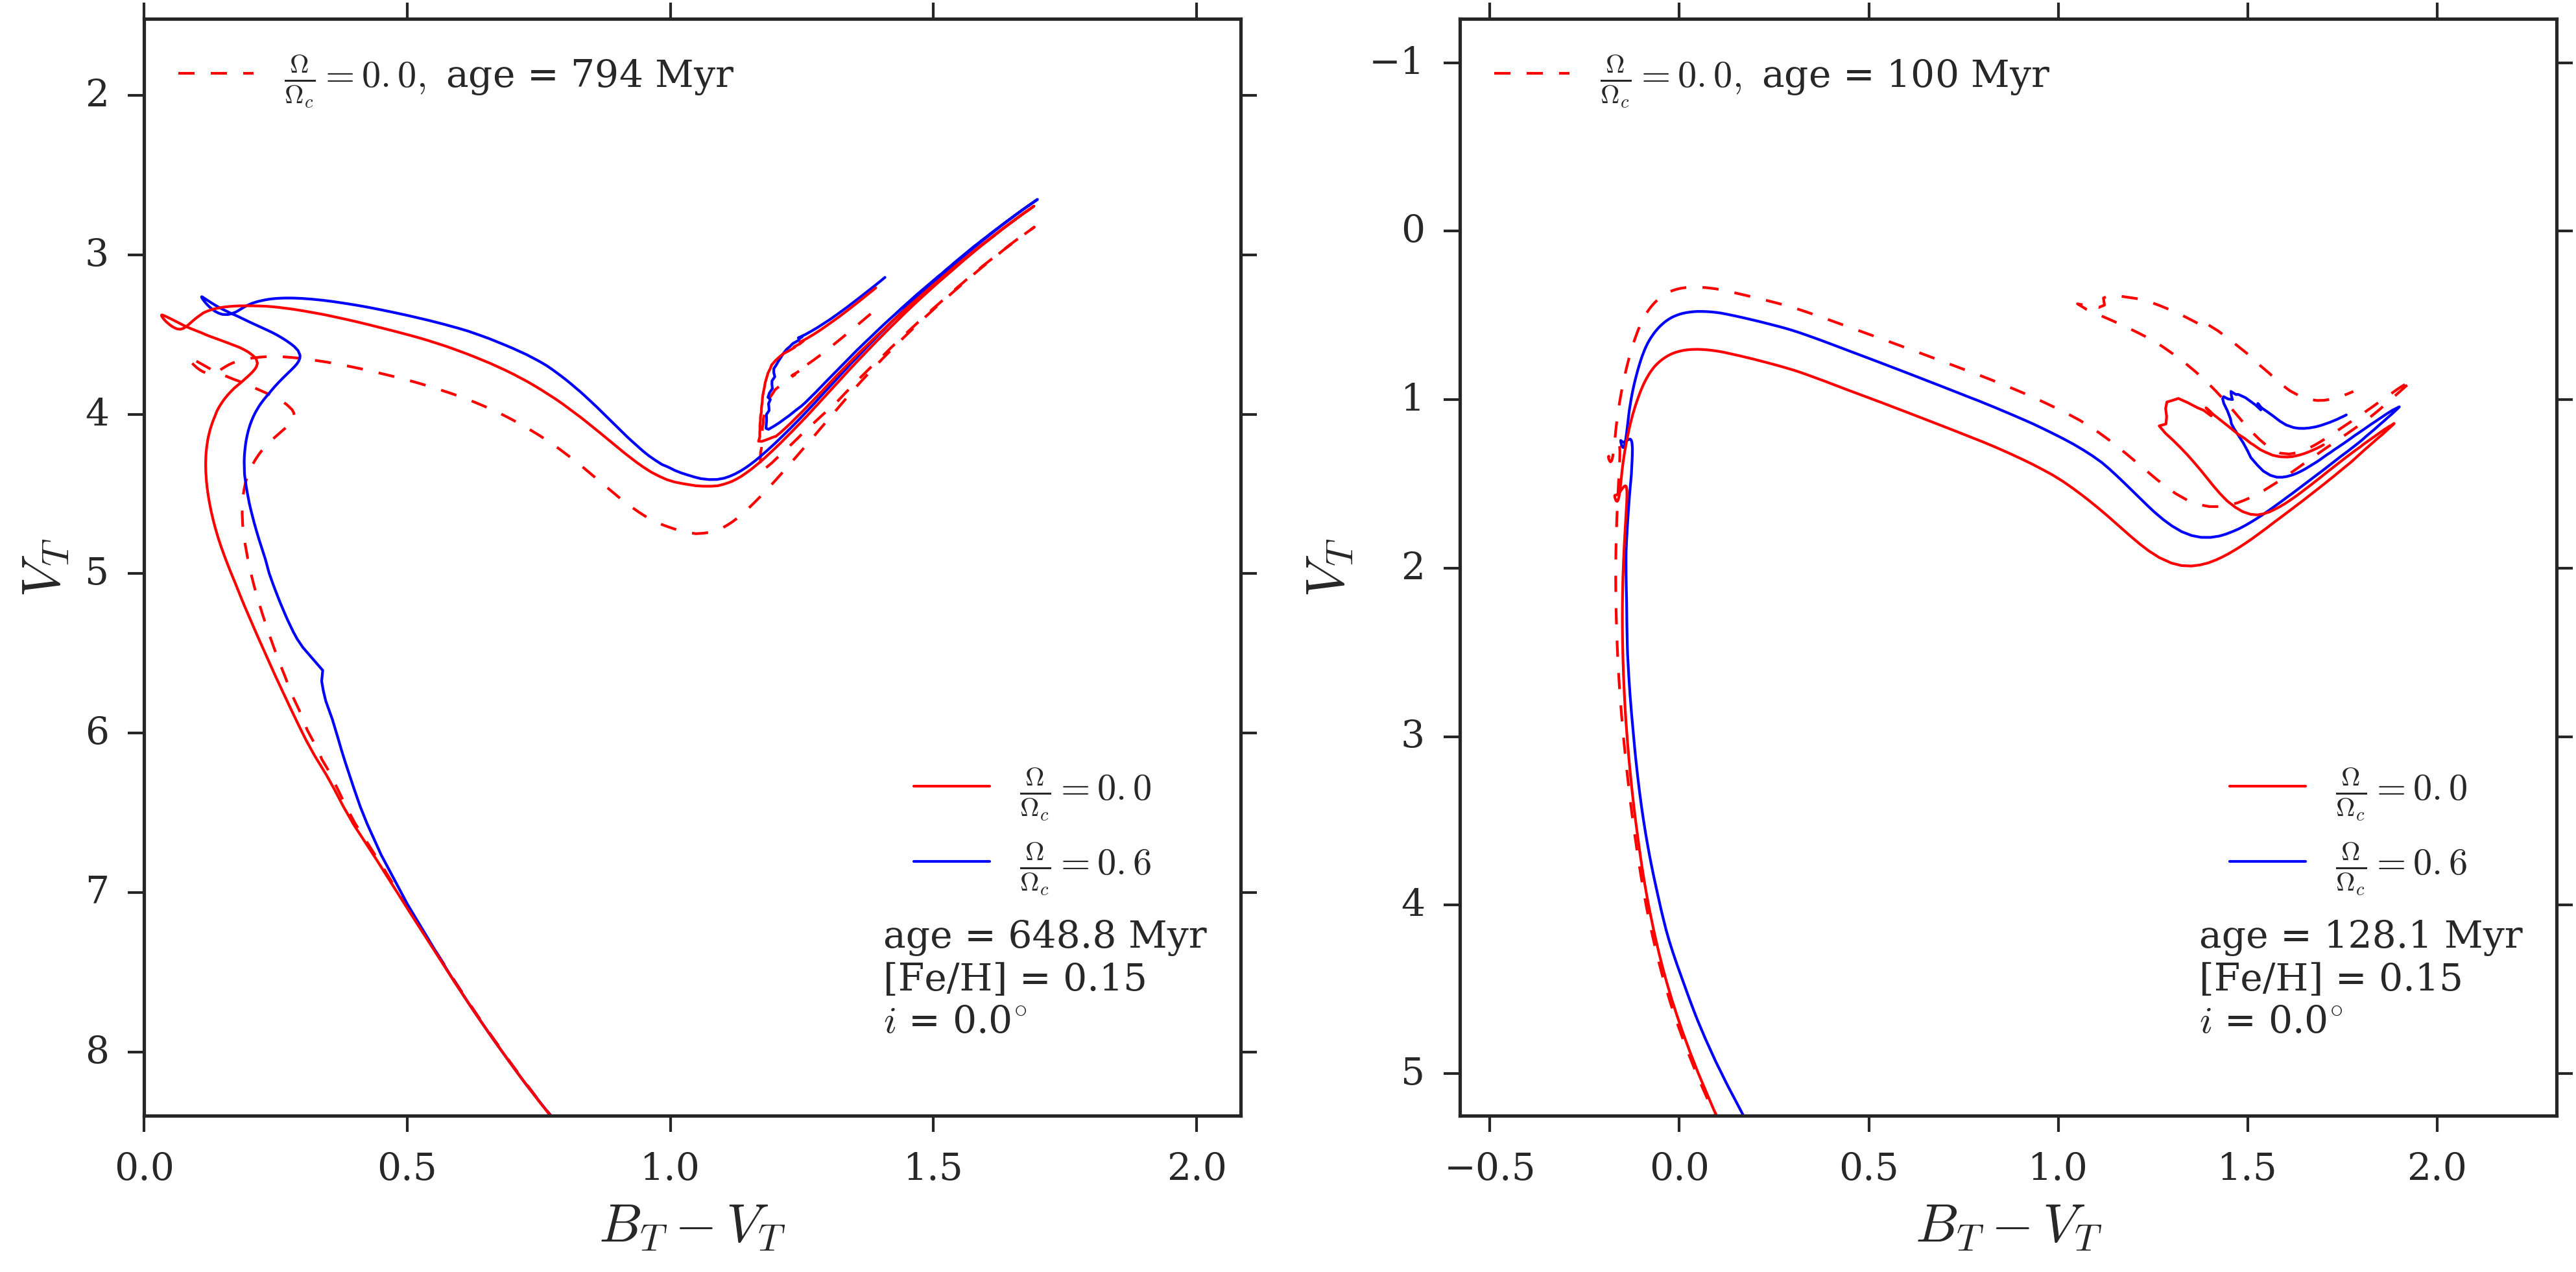 Ω/Ω_c = 0.0, age = 794 Myr
2
3
4
5
6
7
8
V_T
Ω/Ω_c = 0.0
Ω/Ω_c = 0.6
age = 648.8 Myr
[Fe/H] = 0.15
i = 0.0°
0.0 0.5 1.0 1.5 2.0
B_T − V_T
Ω/Ω_c = 0.0, age = 100 Myr
−1
0
1
2
3
4
5
V_T
Ω/Ω_c = 0.0
Ω/Ω_c = 0.6
age = 128.1 Myr
[Fe/H] = 0.15
i = 0.0°
−0.5 0.0 0.5 1.0 1.5 2.0
B_T − V_T